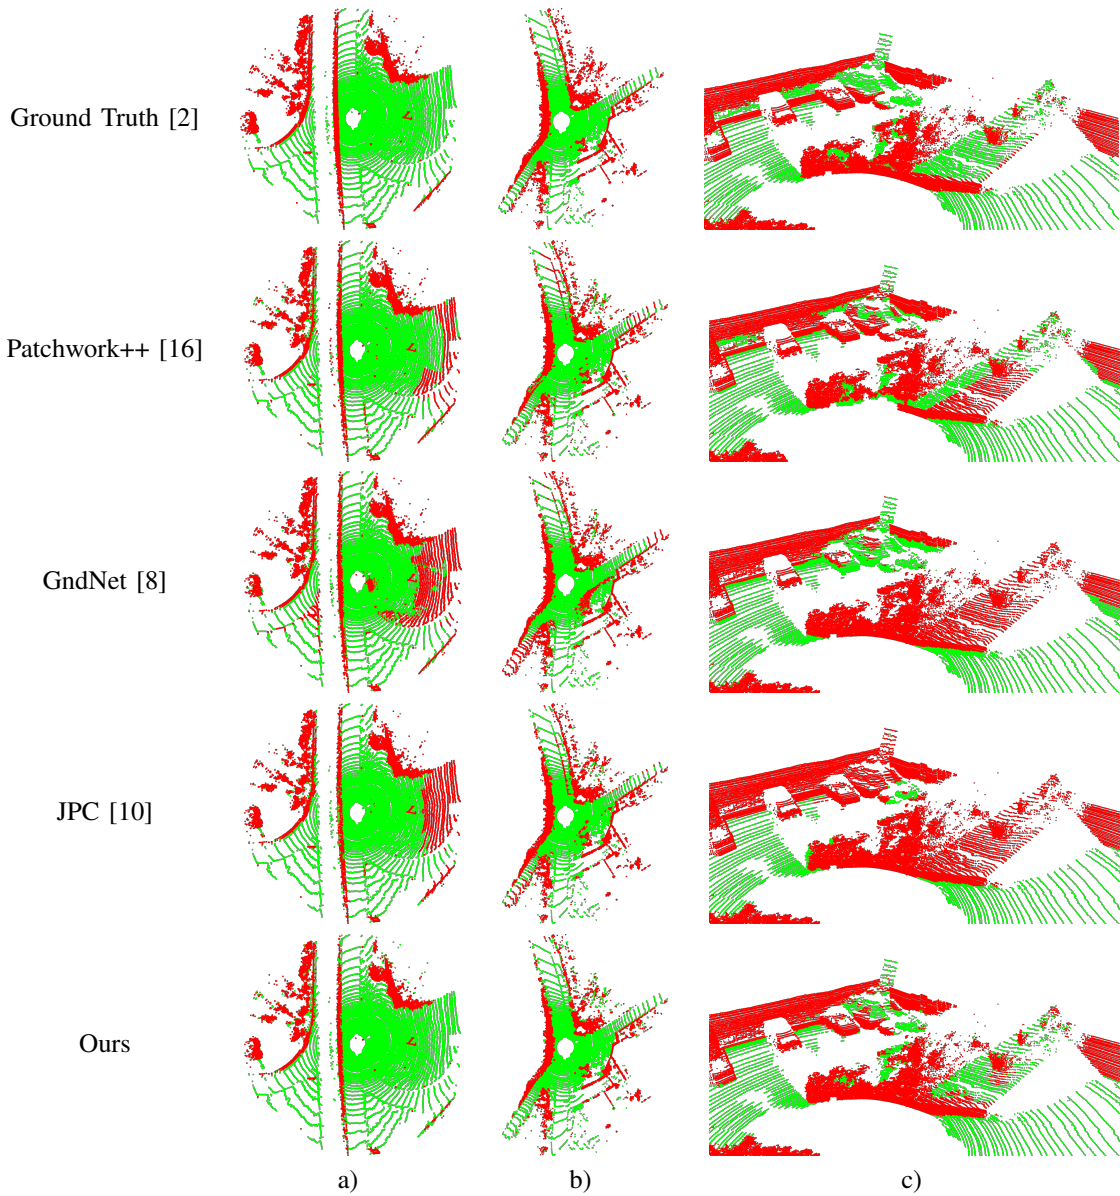 Ground Truth [2]
Patchwork++ [16]
GndNet [8]
JPC [10]
Ours
a) b) c)